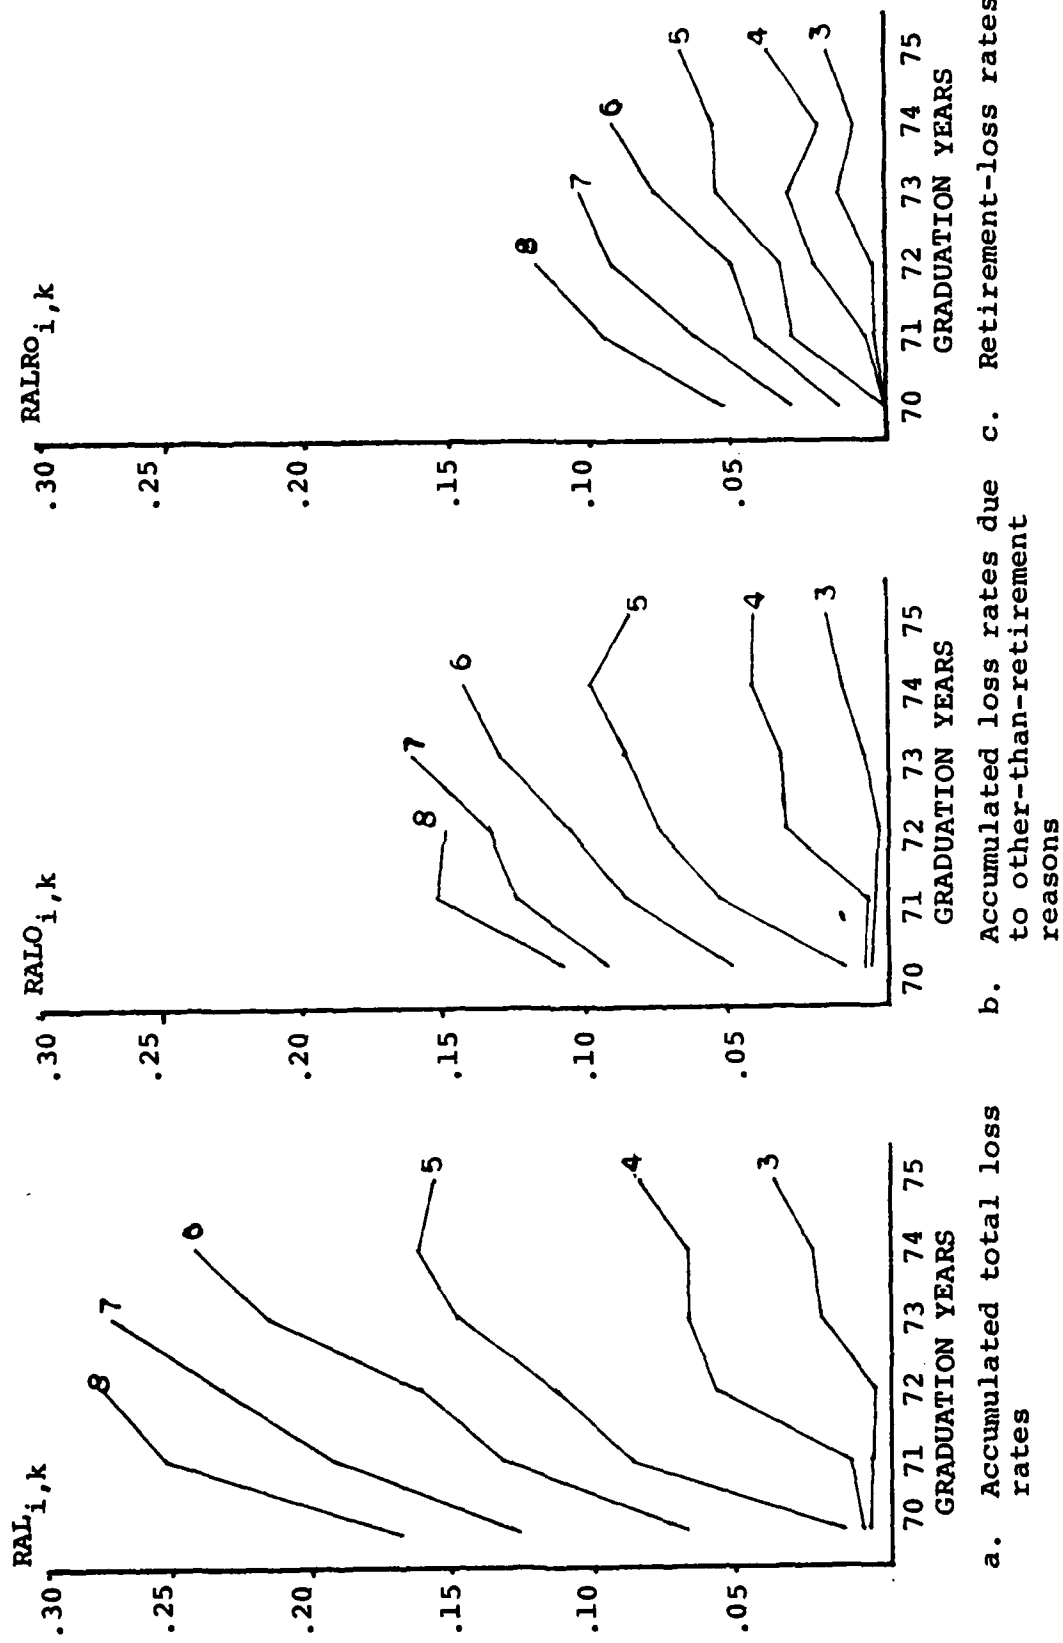 RAL i,k
.30
.25
.20
.15
.10
.05
8
7
6
5
4
3
70 71 72 73 74 75
GRADUATION YEARS
a. Accumulated total loss
rates
RALO i,k
.30
.25
.20
.15
.10
.05
8
7
6
5
4
3
70 71 72 73 74 75
GRADUATION YEARS
b. Accumulated loss rates due
to other-than-retirement
reasons
RALRO i,k
.30
.25
.20
.15
.10
.05
8
7
6
5
4
3
70 71 72 73 74 75
GRADUATION YEARS
c. Retirement-loss rates